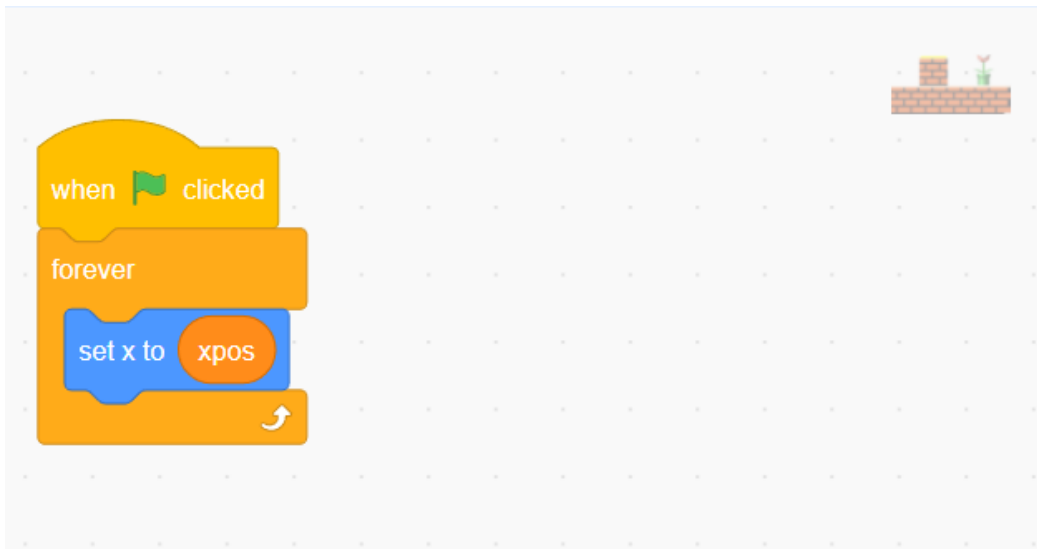 when clicked
forever
set x to xpos